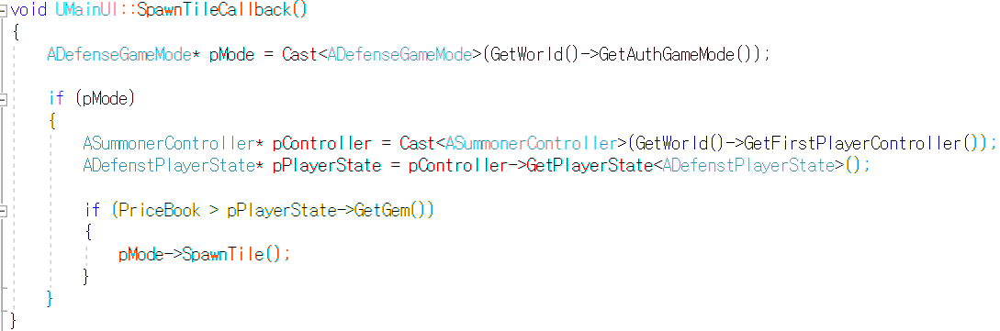 void UMainUI::SpawnTileCallback()
{
ADefenseGameMode* pMode = Cast<ADefenseGameMode>(GetWorld()->GetAuthGameMode());
if (pMode)
{
ASummonerController* pController = Cast<ASummonerController>(GetWorld()->GetFirstPlayerController());
ADefenstPlayerState* pPlayerState = pController->GetPlayerState<ADefenstPlayerState>();
if (PriceBook > pPlayerState->GetGem())
{
pMode->SpawnTile();
}
}
}